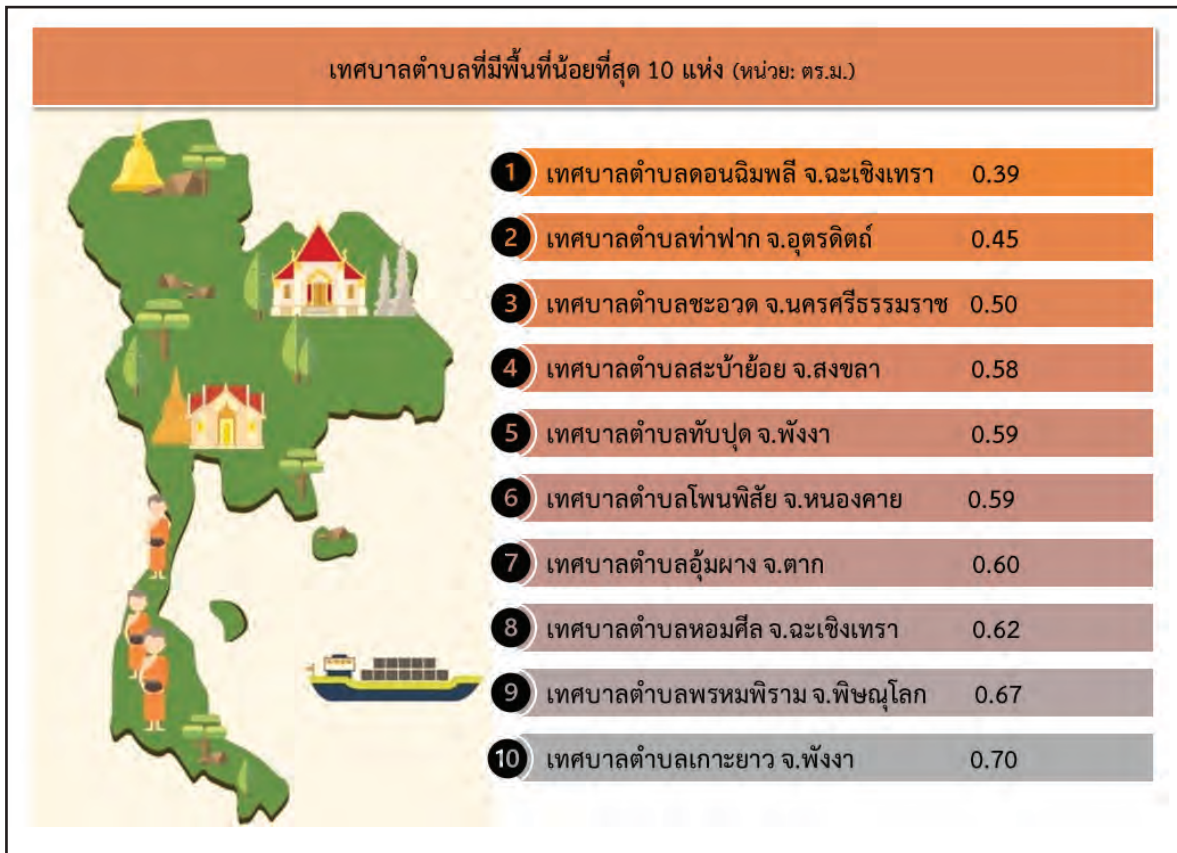 เทศบาลตำบลที่มีพื้นที่น้อยที่สุด 10 แห่ง (หน่วย: ตร.ม.)
1 เทศบาลตำบลดอนฉิมพลี จ.ฉะเชิงเทรา 0.39
2 เทศบาลตำบลท่าฟาก จ.อุตรดิตถ์ 0.45
3 เทศบาลตำบลชะอวด จ.นครศรีธรรมราช 0.50
4 เทศบาลตำบลสะบ้าย้อย จ.สงขลา 0.58
5 เทศบาลตำบลทับปุด จ.พังงา 0.59
6 เทศบาลตำบลโพนพิสัย จ.หนองคาย 0.59
7 เทศบาลตำบลอุ้มผาง จ.ตาก 0.60
8 เทศบาลตำบลหอมศีล จ.ฉะเชิงเทรา 0.62
9 เทศบาลตำบลพรหมพิราม จ.พิษณุโลก 0.67
10 เทศบาลตำบลเกาะยาว จ.พังงา 0.70